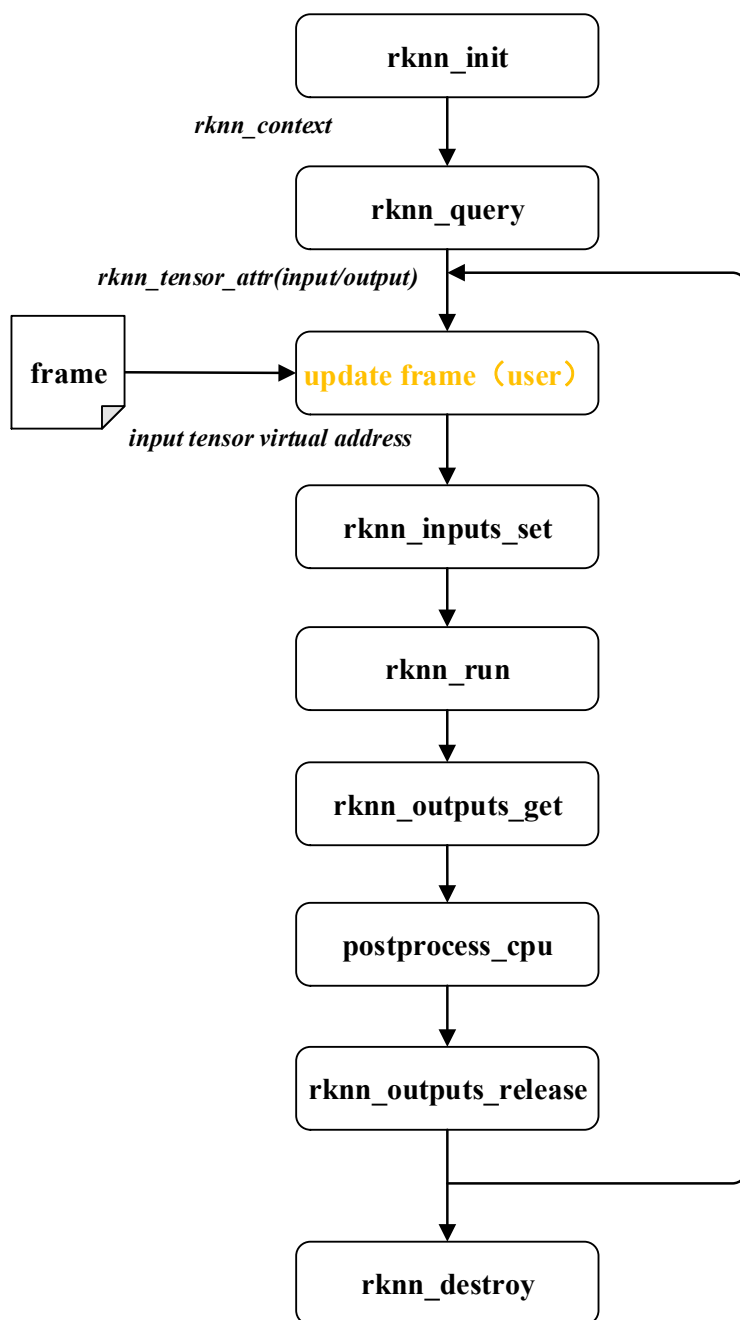 rknn_init
rknn_context
rknn_query
rknn_tensor_attr(input/output)
frame
update frame（user）
input tensor virtual address
rknn_inputs_set
rknn_run
rknn_outputs_get
postprocess_cpu
rknn_outputs_release
rknn_destroy